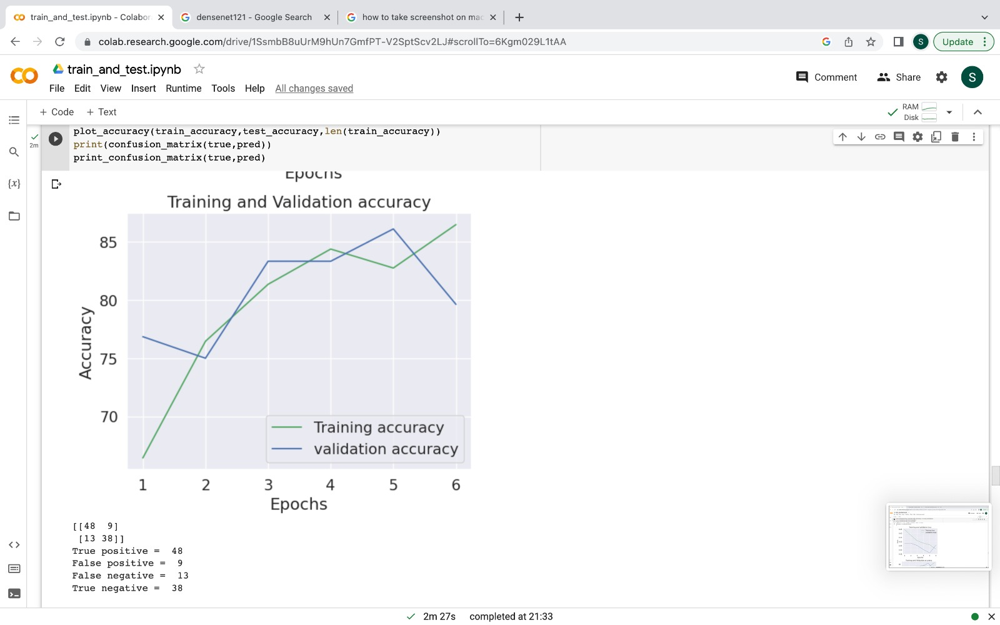 train_and_test.ipynb - Colabor
densenet121 - Google Search
how to take screenshot on mac
colab.research.google.com/drive/1SsmbB8uUrM9hUn7GmfPT-V2SptScv2LJ#scrollTo=6Kgm029L1tAA
S
Update
train_and_test.ipynb
Comment
Share
S
File Edit View Insert Runtime Tools Help All changes saved
+ Code + Text
RAM
Disk
2m
plot_accuracy(train_accuracy,test_accuracy,len(train_accuracy))
print(confusion_matrix(true,pred))
print_confusion_matrix(true,pred)
{x}
Epochs
Training and Validation accuracy
85
80
75
70
Accuracy
Training accuracy
validation accuracy
1 2 3 4 5 6
Epochs
[[48 9]
[13 38]]
True positive = 48
False positive = 9
False negative = 13
True negative = 38
2m 27s completed at 21:33